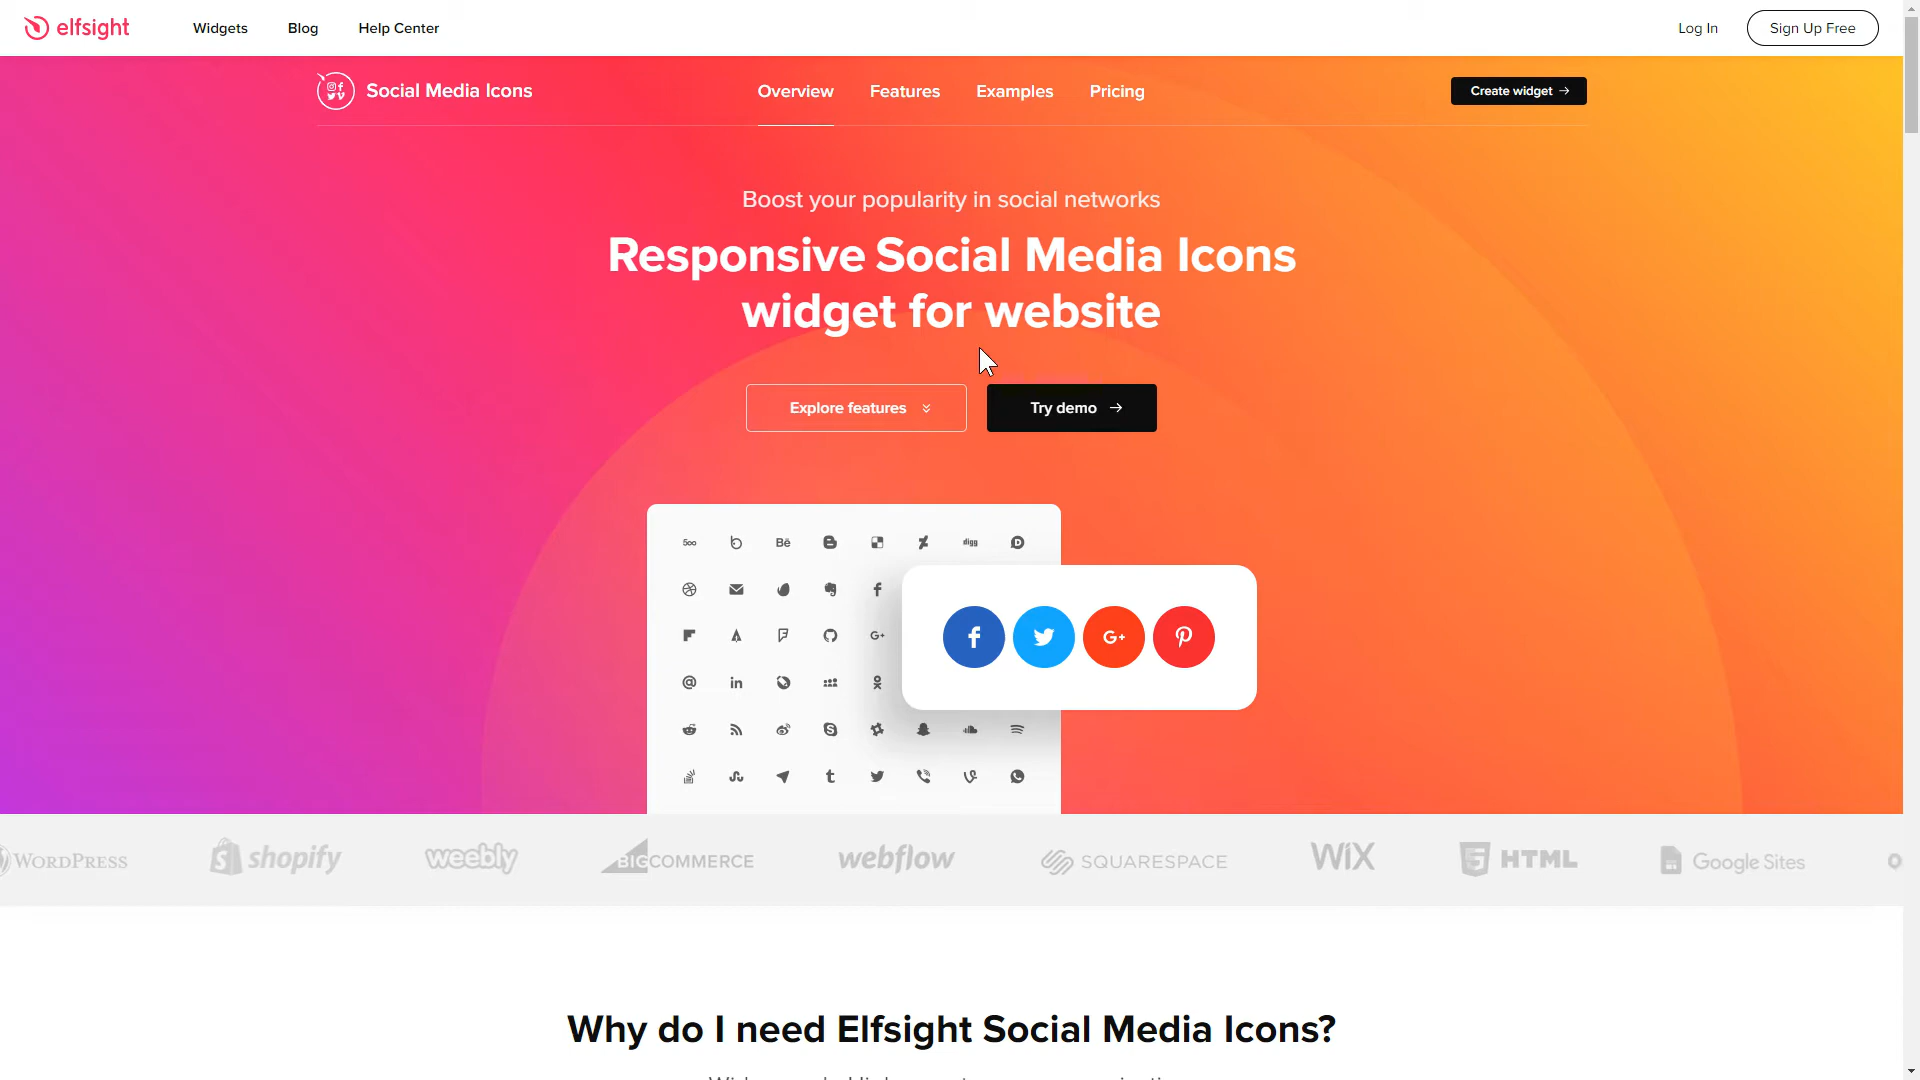 elfsight
Widgets
Blog
Help Center
Log In
Sign Up Free
Social Media Icons
Overview
Features
Examples
Pricing
Create widget
Boost your popularity in social networks
Responsive Social Media Icons
widget for website
Explore features
Try demo
500
Bē
digg
G+
in
G+
WORDPRESS
shopify
weebly
BIGCOMMERCE
webflow
SQUARESPACE
WiX
HTML
Google Sites
Why do I need Elfsight Social Media Icons?